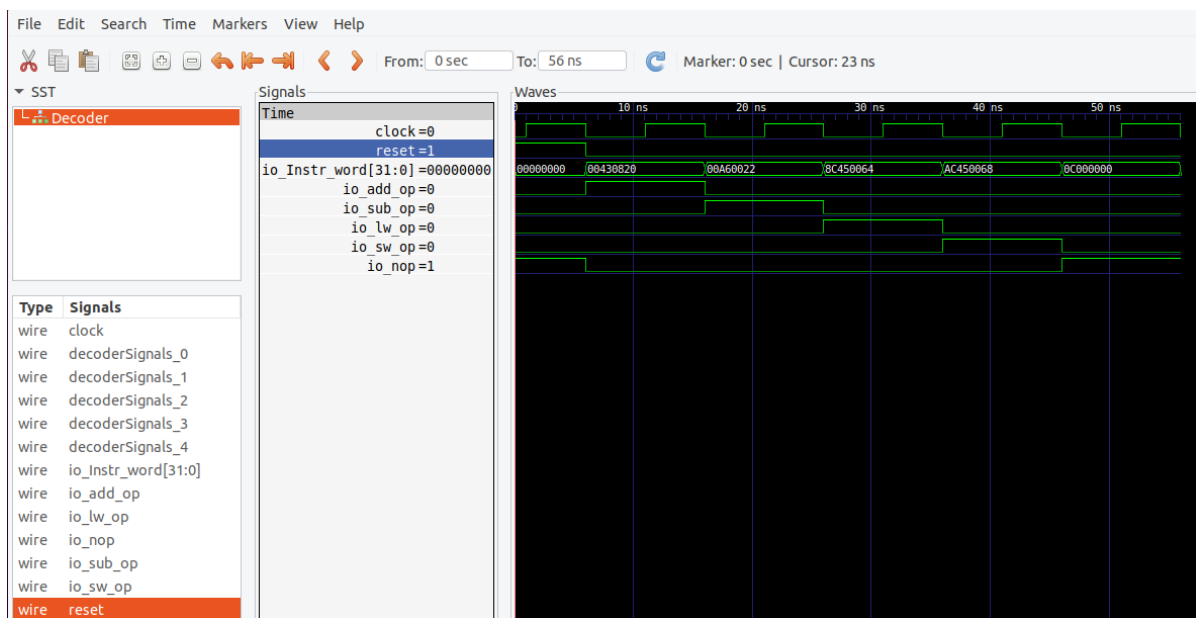 File Edit Search Time Markers View Help
From: 0 sec To: 56 ns Marker: 0 sec | Cursor: 23 ns
SST
Decoder
Type Signals
wire clock
wire decoderSignals_0
wire decoderSignals_1
wire decoderSignals_2
wire decoderSignals_3
wire decoderSignals_4
wire io_Instr_word[31:0]
wire io_add_op
wire io_lw_op
wire io_nop
wire io_sub_op
wire io_sw_op
wire reset
Signals
Time
clock=0
reset=1
io_Instr_word[31:0]=00000000
io_add_op=0
io_sub_op=0
io_lw_op=0
io_sw_op=0
io_nop=1
Waves
0 10 ns 20 ns 30 ns 40 ns 50 ns
00000000 00430820 00A60022 8C450064 AC450068 0C000000